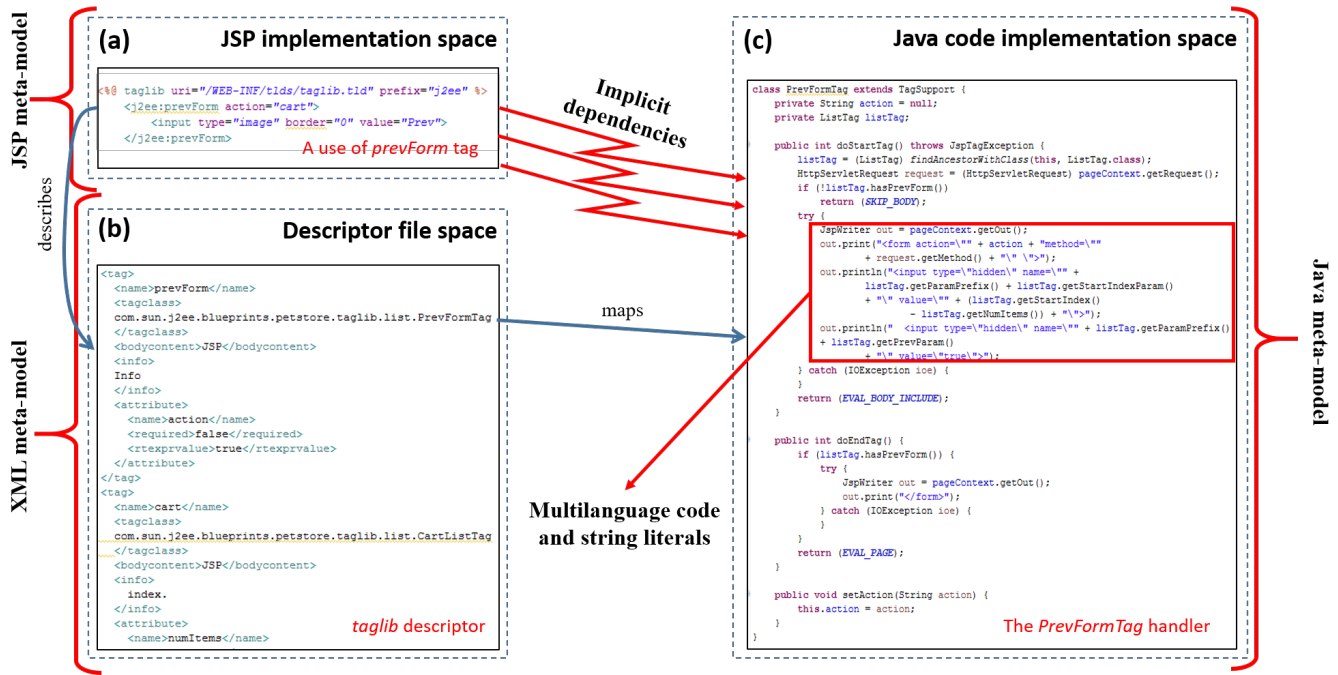 JSP meta-model
(a)
JSP implementation space
<%@ taglib uri="/WEB-INF/tlds/taglib.tld" prefix="j2ee" %>
<j2ee:prevForm action="cart">
<input type="image" border="0" value="Prev">
</j2ee:prevForm>
A use of prevForm tag
describes
XML meta-model
(b)
Descriptor file space
<tag>
<name>prevForm</name>
<tagclass>
com.sun.j2ee.blueprints.petstore.taglib.list.PrevFormTag
</tagclass>
<bodycontent>JSP</bodycontent>
<info>
Info
</info>
<attribute>
<name>action</name>
<required>false</required>
<rtexprvalue>true</rtexprvalue>
</attribute>
</tag>
<tag>
<name>cart</name>
<tagclass>
com.sun.j2ee.blueprints.petstore.taglib.list.CartListTag
</tagclass>
<bodycontent>JSP</bodycontent>
<info>
index.
</info>
<attribute>
<name>numItems</name>
taglib descriptor
Implicit
dependencies
maps
Multilanguage code
and string literals
(c)
Java code implementation space
class PrevFormTag extends TagSupport {
private String action = null;
private ListTag listTag;
public int doStartTag() throws JspTagException {
listTag = (ListTag) findAncestorWithClass(this, ListTag.class);
HttpServletRequest request = (HttpServletRequest) pageContext.getRequest();
if (!listTag.hasPrevForm())
return (SKIP_BODY);
try {
JspWriter out = pageContext.getOut();
out.print("<form action=\"" + action + "method=\""
+ request.getMethod() + "\" \">");
out.println("<input type=\"hidden\" name=\"" +
listTag.getParamPrefix() + listTag.getStartIndexParam()
+ "\" value=\"" + (listTag.getStartIndex()
- listTag.getNumItems()) + "\">");
out.println("  <input type=\"hidden\" name=\"" + listTag.getParamPrefix()
+ listTag.getPrevParam()
+ "\" value=\"true\">");
} catch (IOException ioe) {
}
return (EVAL_BODY_INCLUDE);
}
public int doEndTag() {
if (listTag.hasPrevForm()) {
try {
JspWriter out = pageContext.getOut();
out.print("</form>");
} catch (IOException ioe) {
}
}
return (EVAL_PAGE);
}
public void setAction(String action) {
this.action = action;
}
}
The PrevFormTag handler
Java meta-model